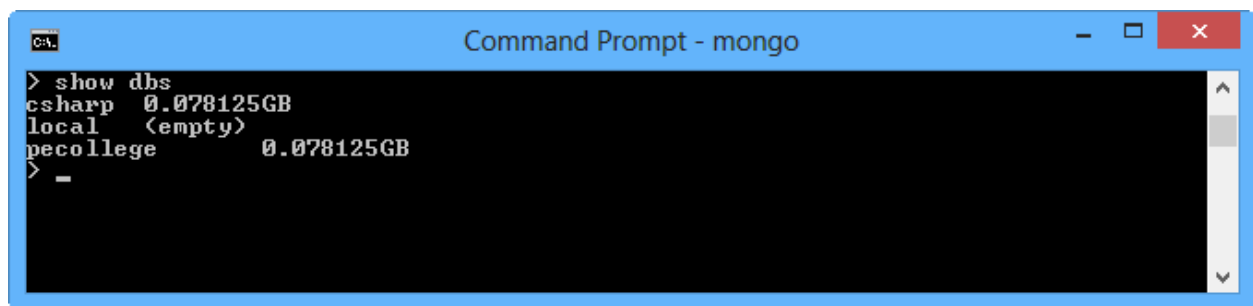 C:\.
Command Prompt - mongo
> show dbs
csharp  0.078125GB
local   (empty)
pecollege       0.078125GB
> _